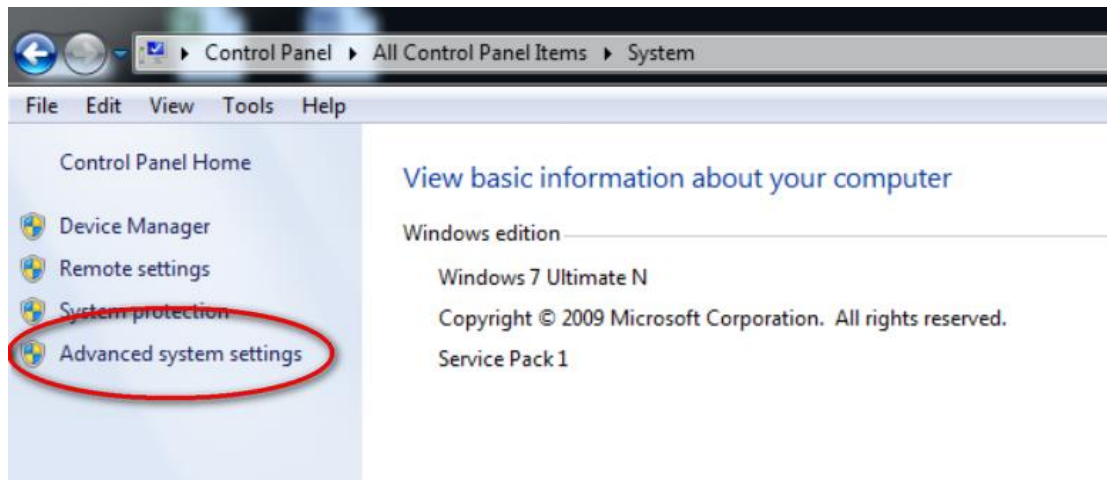 Control Panel ▸ All Control Panel Items ▸ System
File Edit View Tools Help
Control Panel Home
Device Manager
Remote settings
System protection
Advanced system settings
View basic information about your computer
Windows edition
Windows 7 Ultimate N
Copyright © 2009 Microsoft Corporation. All rights reserved.
Service Pack 1